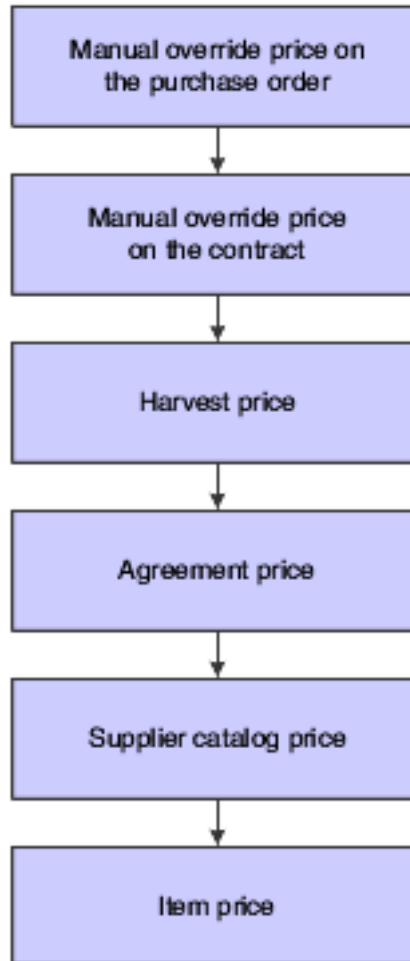 Manual override price on
the purchase order
Manual override price
on the contract
Harvest price
Agreement price
Supplier catalog price
Item price